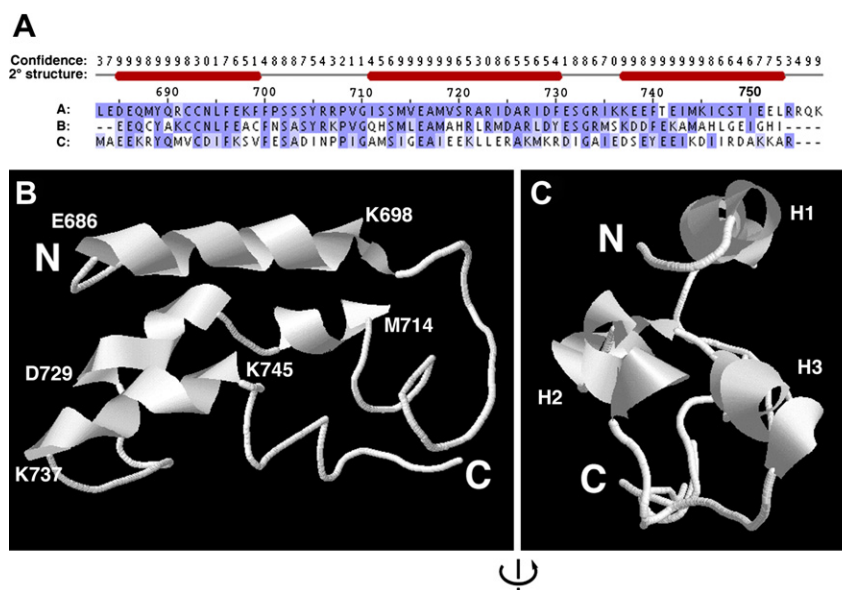 A
Confidence:
2° structure:
690 700 710 720 730 740 750
A: LEDEQMYQRCCNLFEKFFPSSSYRRPVGISSMVEAMVSRARIDARIDFESGRIKKEEFTEIMKICSTIEELRRQK
B: --EEQCYAKCCNLFEACFNSASYRKPVGQHSMLEAMAHRLRMDARLDYESGRMSKDDFEKAMAHLGEIGHI----
C: MAEEKRYQMVCDIFKSVFESADINPPIGAMSIGEAIEEKLLERAKMKRDIGAIEDSEYEEIKDIIRDAKKAR---
B
E686
K698
N
M714
D729
K745
K737
C
C
H1
N
H2
H3
C